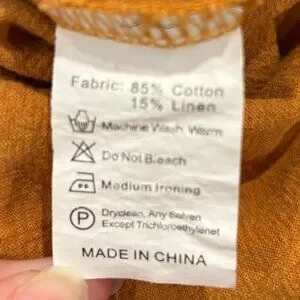 Fabric: 85% Cotton
15% Linen
Machine Wash Warm
Do Not Bleach
Medium Ironing
P Dryclean, Any Solven
Except Trichloroethylenet
MADE IN CHINA